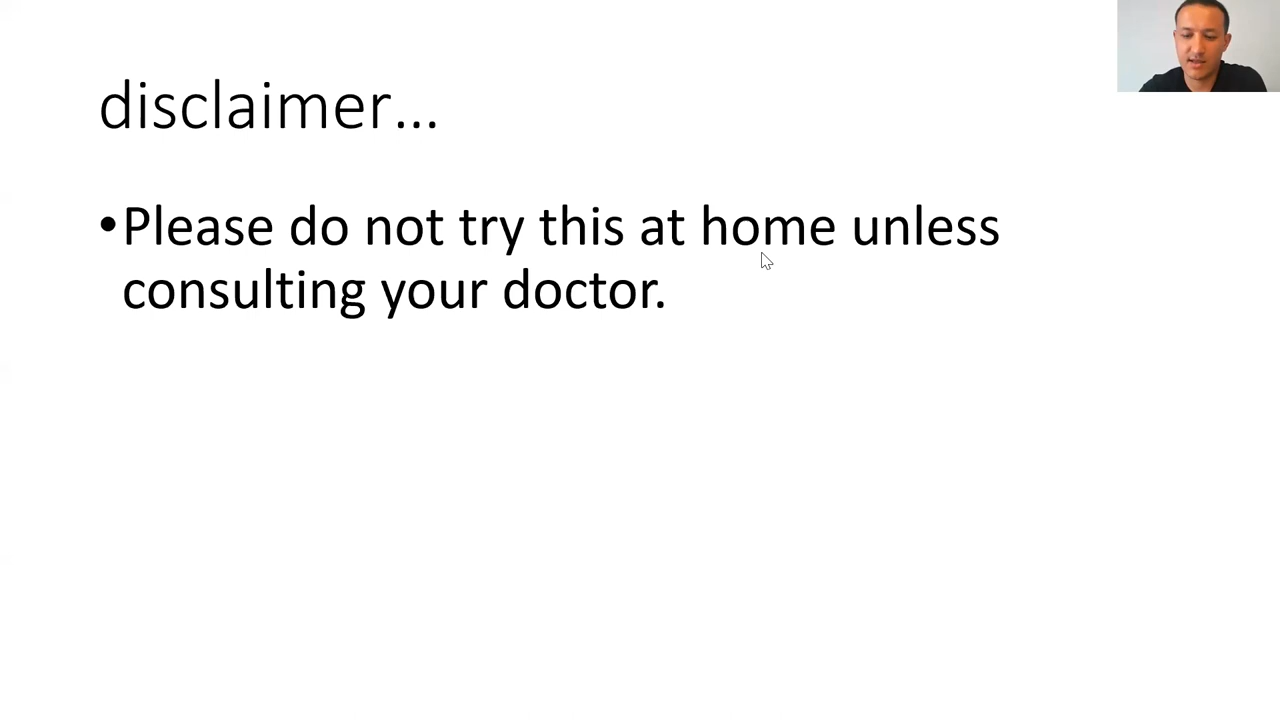 disclaimer...
•Please do not try this at home unless
consulting your doctor.